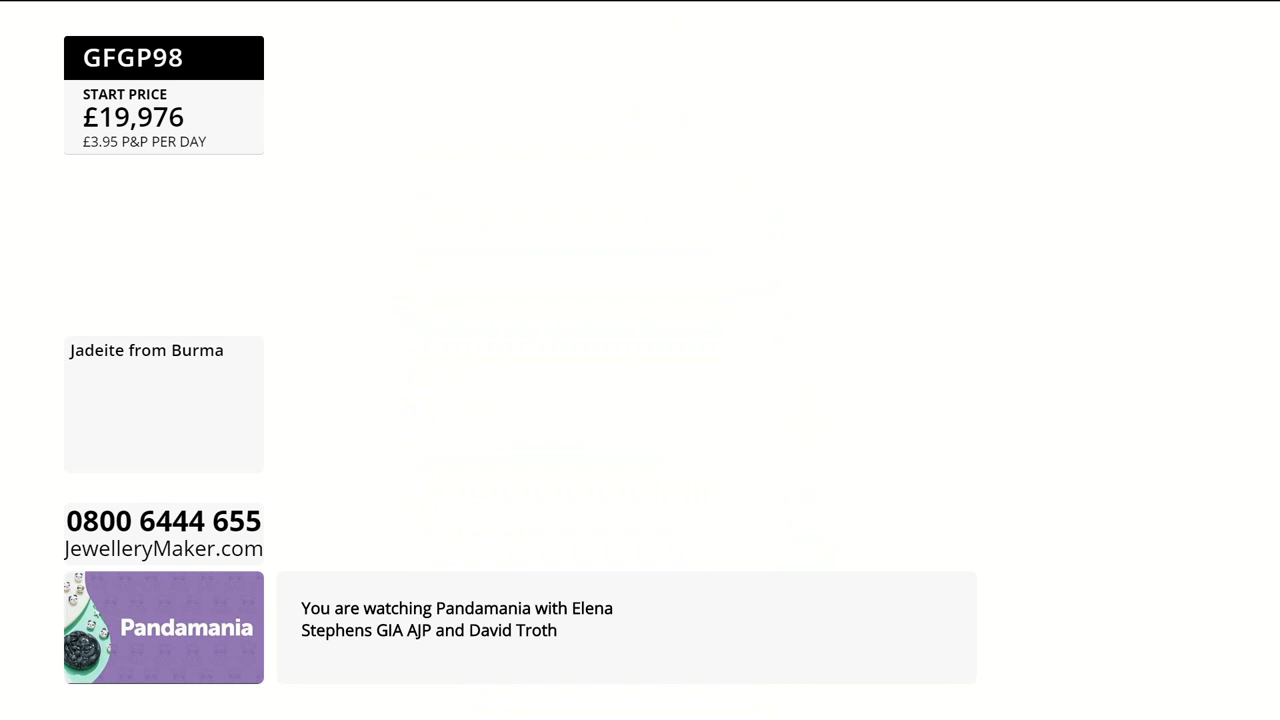 GFGP98
START PRICE
£19,976
£3.95 P&P PER DAY
Jadeite from Burma
0800 6444 655
JewelleryMaker.com
Pandamania
You are watching Pandamania with Elena
Stephens GIA AJP and David Troth